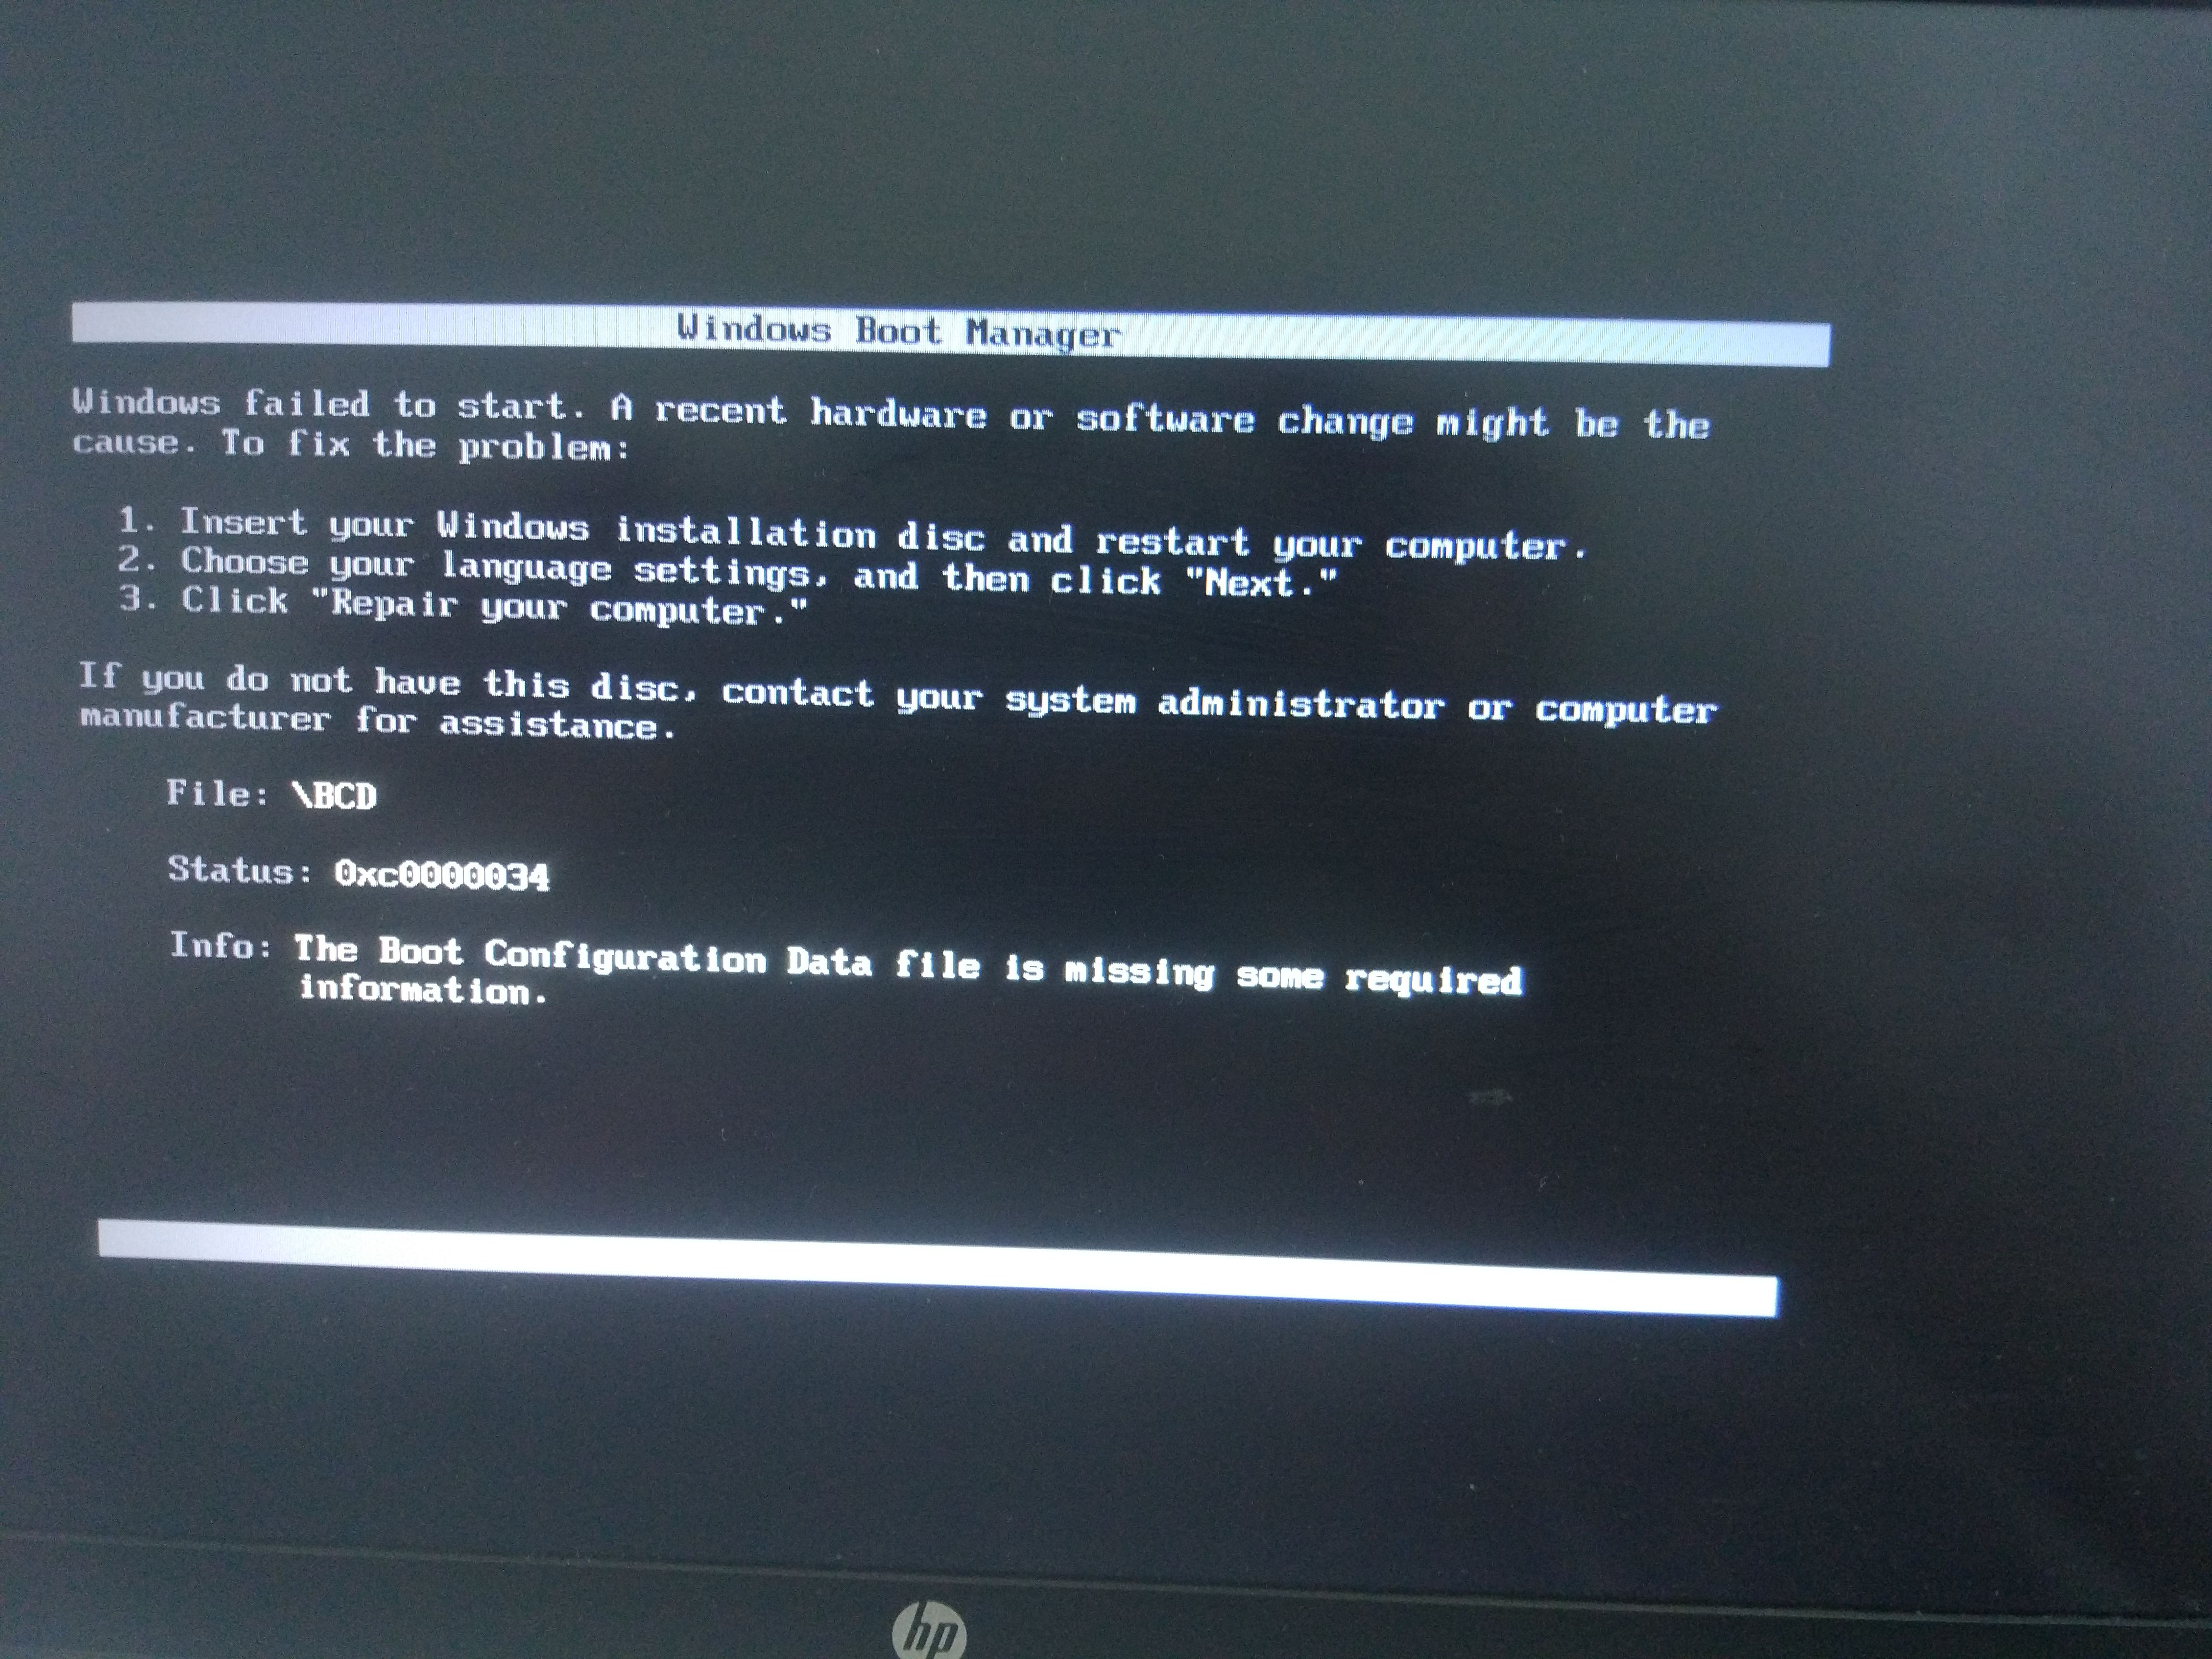 Windows Boot Manager
Windows failed to start. A recent hardware or software change might be the
cause. To fix the problem:
1. Insert your Windows installation disc and restart your computer.
2. Choose your language settings, and then click "Next."
3. Click "Repair your computer."
If you do not have this disc, contact your system administrator or computer
manufacturer for assistance.
File: \BCD
Status: 0xc0000034
Info: The Boot Configuration Data file is missing some required
information.
hp